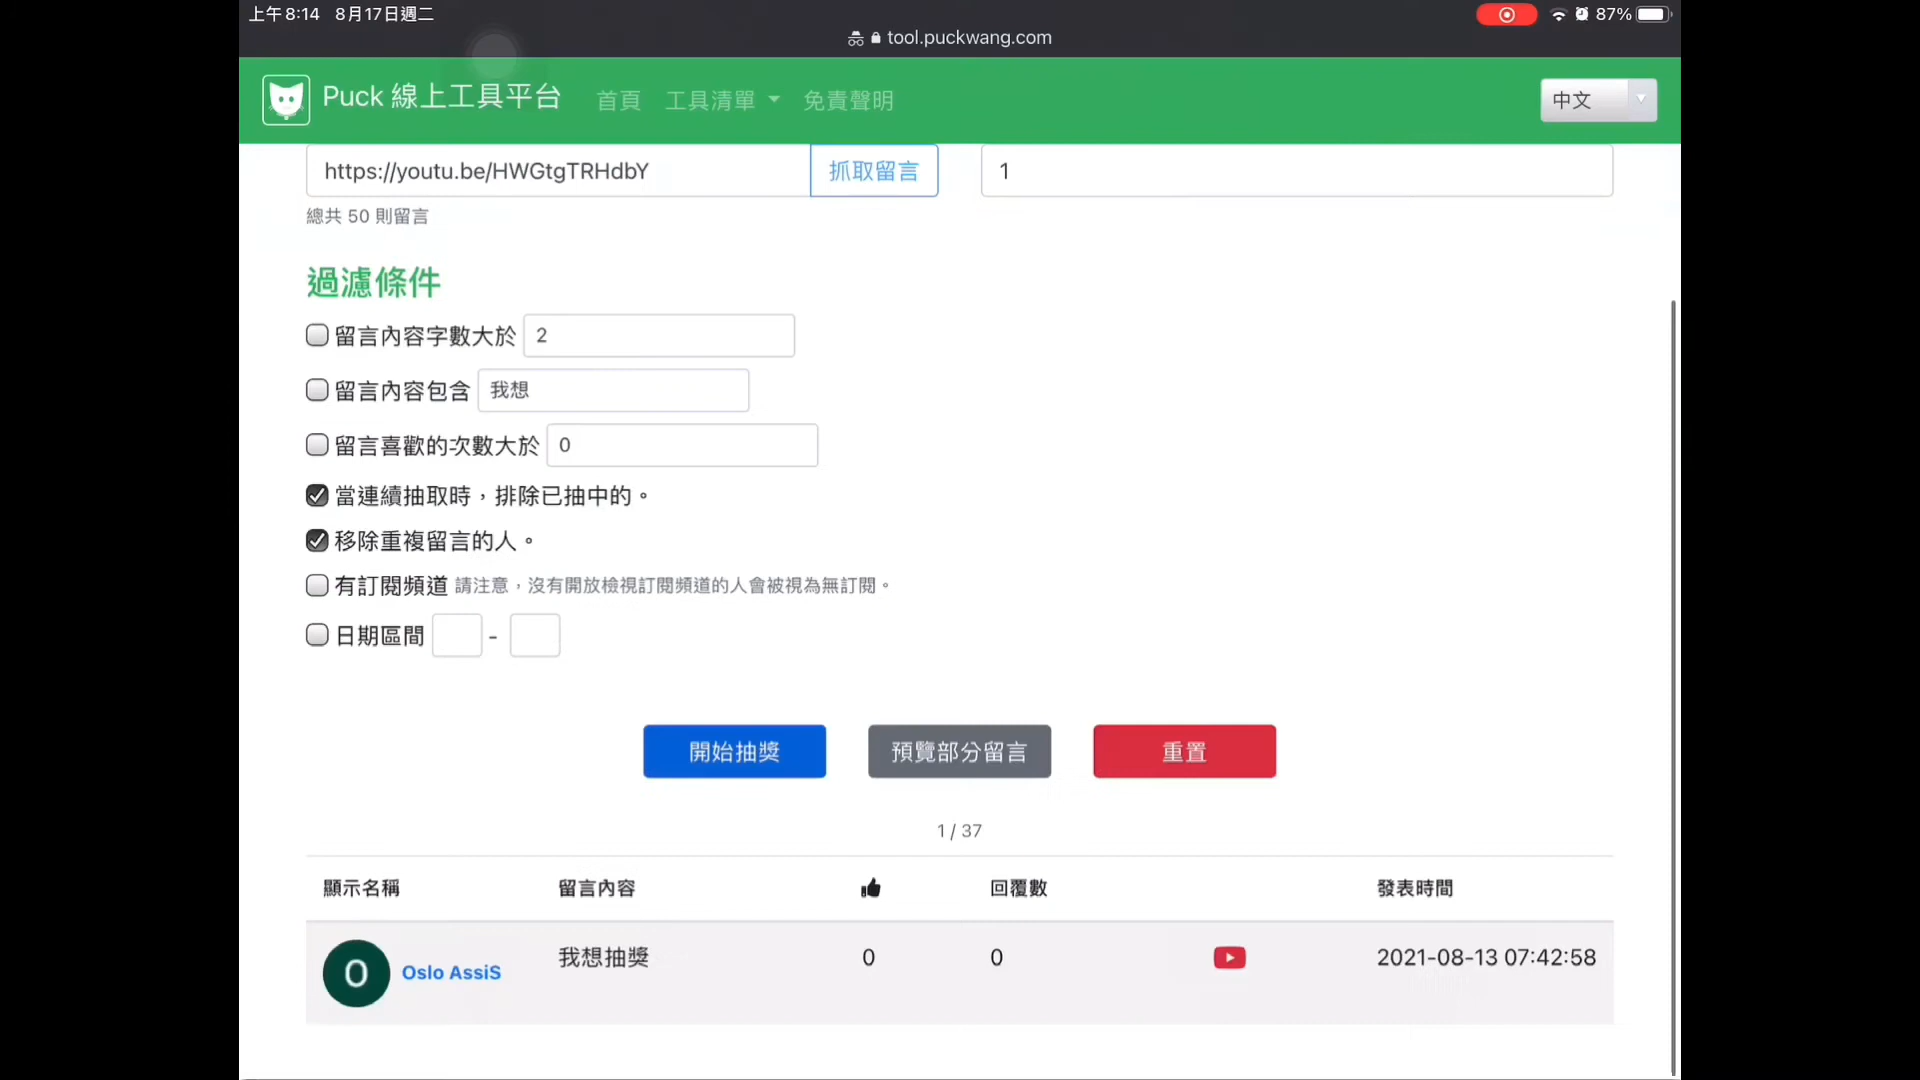 上午8:14 8月17日週二
87%
tool.puckwang.com
Puck 線上工具平台
首頁
工具清單
免責聲明
中文
https://youtu.be/HWGtgTRHdbY
抓取留言
1
總共 50 則留言
過濾條件
留言內容字數大於 2
留言內容包含 我想
留言喜歡的次數大於 0
當連續抽取時，排除已抽中的。
移除重複留言的人。
有訂閱頻道 請注意，沒有開放檢視訂閱頻道的人會被視為無訂閱。
日期區間 -
開始抽獎
預覽部分留言
重置
1 / 37
顯示名稱 留言內容 回覆數 發表時間
O Oslo AssiS 我想抽獎 0 0 2021-08-13 07:42:58